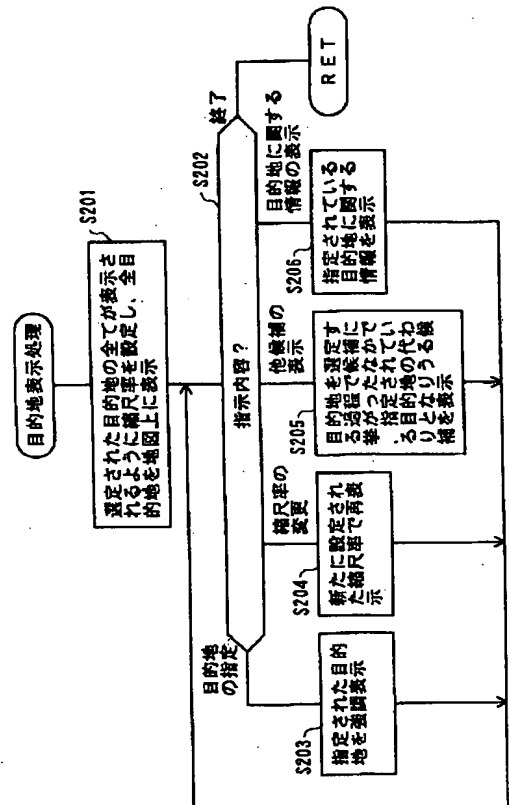 目的地表示処理
S201
選定された目的地の全てが表示さ
れるように縮尺率を設定し、全目
的地を地図上に表示
S202
指示内容？
終了
RET
目的地
の指定
縮尺率の
変更
他候補の
表示
目的地に関する
情報の表示
S203
指定された目的
地を強調表示
S204
新たに設定され
た縮尺率で再表
示
S205
目的地を選定す
る過程で候補に
挙がったなかで
、指定されてい
る目的地の代わ
りとなりうる候
補を表示
S206
指定されている
目的地に関する
情報を表示